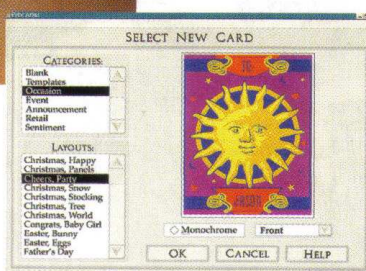 SELECT NEW CARD
CATEGORIES:
Blank
Templates
Occasion
Event
Announcement
Retail
Sentiment
LAYOUTS:
Christmas, Happy
Christmas, Panels
Cheers, Party
Christmas, Snow
Christmas, Stocking
Christmas, Tree
Christmas, World
Congrats, Baby Girl
Easter, Bunny
Easter, Eggs
Father's Day
Monochrome
Front
OK
CANCEL
HELP